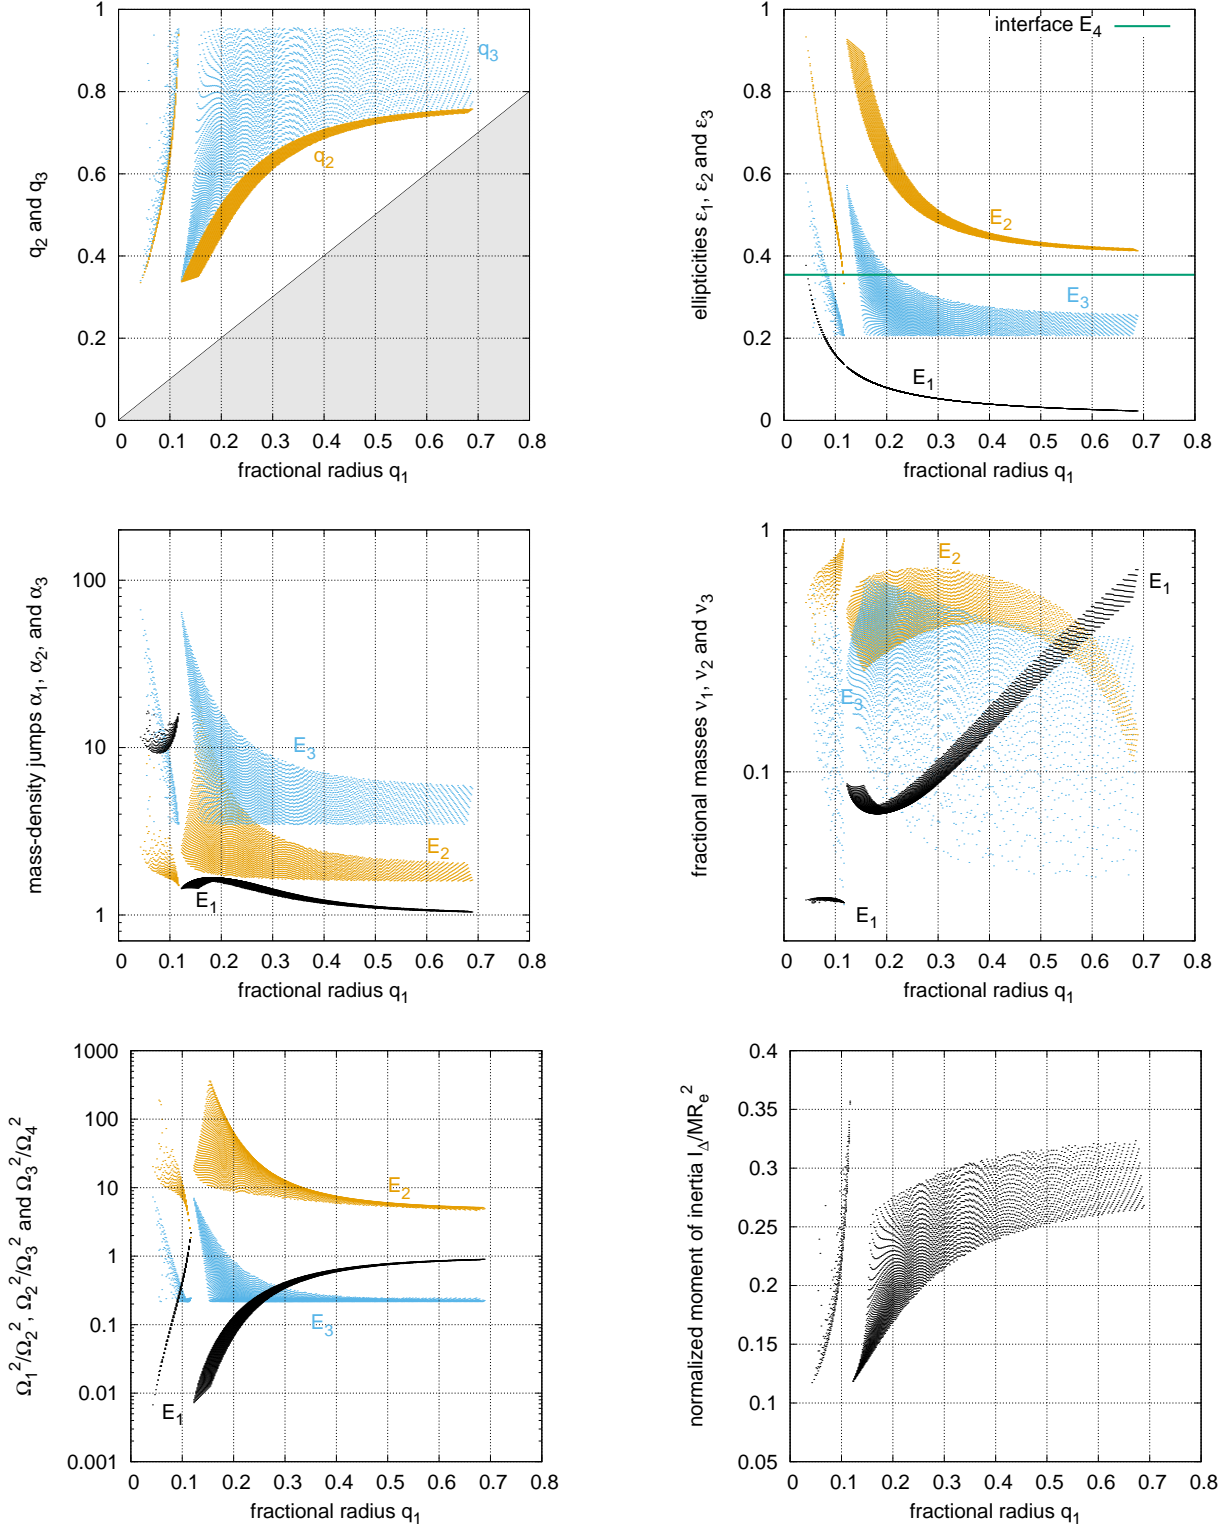 1
0.8
0.6
0.4
0.2
0
q2 and q3
q3
q2
0 0.1 0.2 0.3 0.4 0.5 0.6 0.7 0.8
fractional radius q1
1
0.8
0.6
0.4
0.2
0
ellipticities ε1, ε2 and ε3
interface E4
E2
E3
E1
0 0.1 0.2 0.3 0.4 0.5 0.6 0.7 0.8
fractional radius q1
100
10
1
mass-density jumps α1, α2, and α3
E3
E2
E1
0 0.1 0.2 0.3 0.4 0.5 0.6 0.7 0.8
fractional radius q1
1
0.1
fractional masses ν1, ν2 and ν3
E2
E1
E3
E1
0 0.1 0.2 0.3 0.4 0.5 0.6 0.7 0.8
fractional radius q1
1000
100
10
1
0.1
0.01
0.001
Ω1²/Ω2², Ω2²/Ω3² and Ω3²/Ω4²
E2
E3
E1
0 0.1 0.2 0.3 0.4 0.5 0.6 0.7 0.8
fractional radius q1
0.4
0.35
0.3
0.25
0.2
0.15
0.1
0.05
normalized moment of inertia IΔ/MRe²
0 0.1 0.2 0.3 0.4 0.5 0.6 0.7 0.8
fractional radius q1